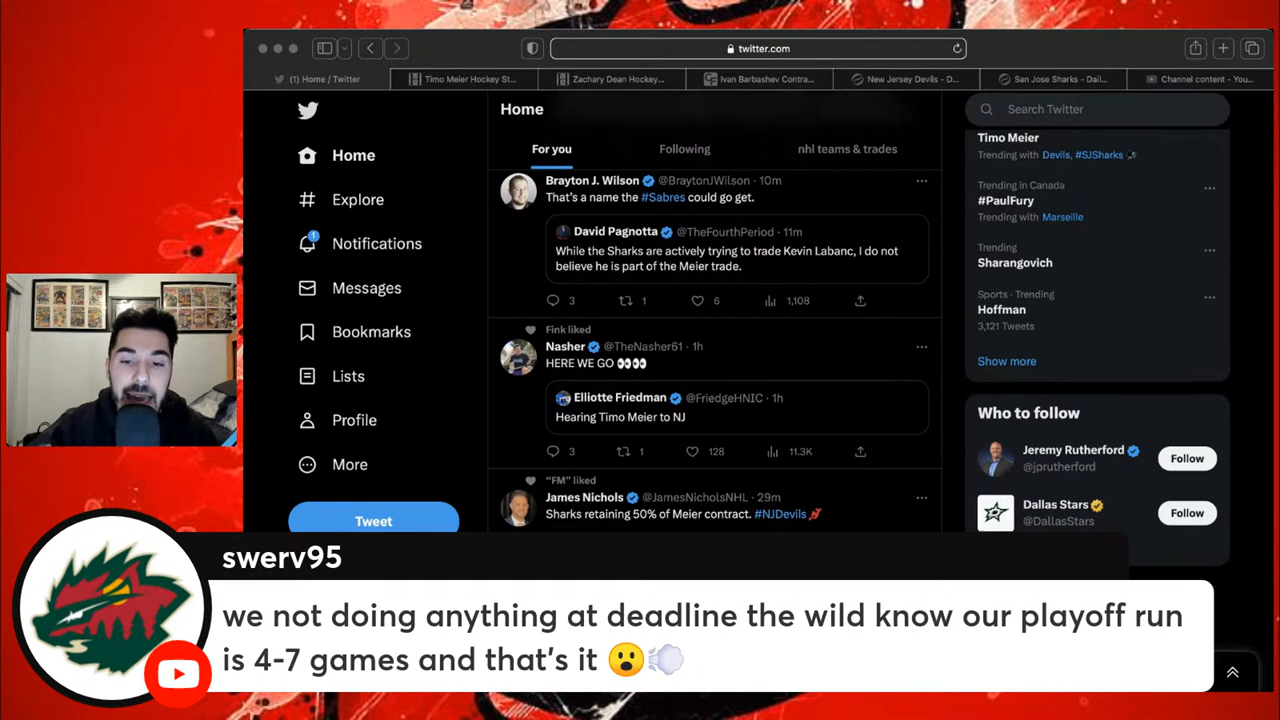 twitter.com
(1) Home / Twitter
Timo Meier Hockey St...
Zachary Dean Hockey...
Ivan Barbashev Contra...
New Jersey Devils - D...
San Jose Sharks - Dail...
Channel content - You...
Home
Explore
1
Notifications
Messages
Bookmarks
Lists
Profile
More
Tweet
Home
For you
Following
nhl teams & trades
Brayton J. Wilson @BraytonJWilson · 10m
That's a name the #Sabres could go get.
David Pagnotta @TheFourthPeriod · 11m
While the Sharks are actively trying to trade Kevin Labanc, I do not
believe he is part of the Meier trade.
3 1 6 1,108
Fink liked
Nasher @TheNasher61 · 1h
HERE WE GO 👀👀
Elliotte Friedman @FriedgeHNIC · 1h
Hearing Timo Meier to NJ
3 1 128 11.3K
"FM" liked
James Nichols @JamesNicholsNHL · 29m
Sharks retaining 50% of Meier contract. #NJDevils
Search Twitter
Timo Meier
Trending with Devils, #SJSharks
Trending in Canada
#PaulFury
Trending with Marseille
Trending
Sharangovich
Sports · Trending
Hoffman
3,121 Tweets
Show more
Who to follow
Jeremy Rutherford
@jprutherford
Follow
Dallas Stars
@DallasStars
Follow
swerv95
we not doing anything at deadline the wild know our playoff run
is 4-7 games and that's it 😮💨